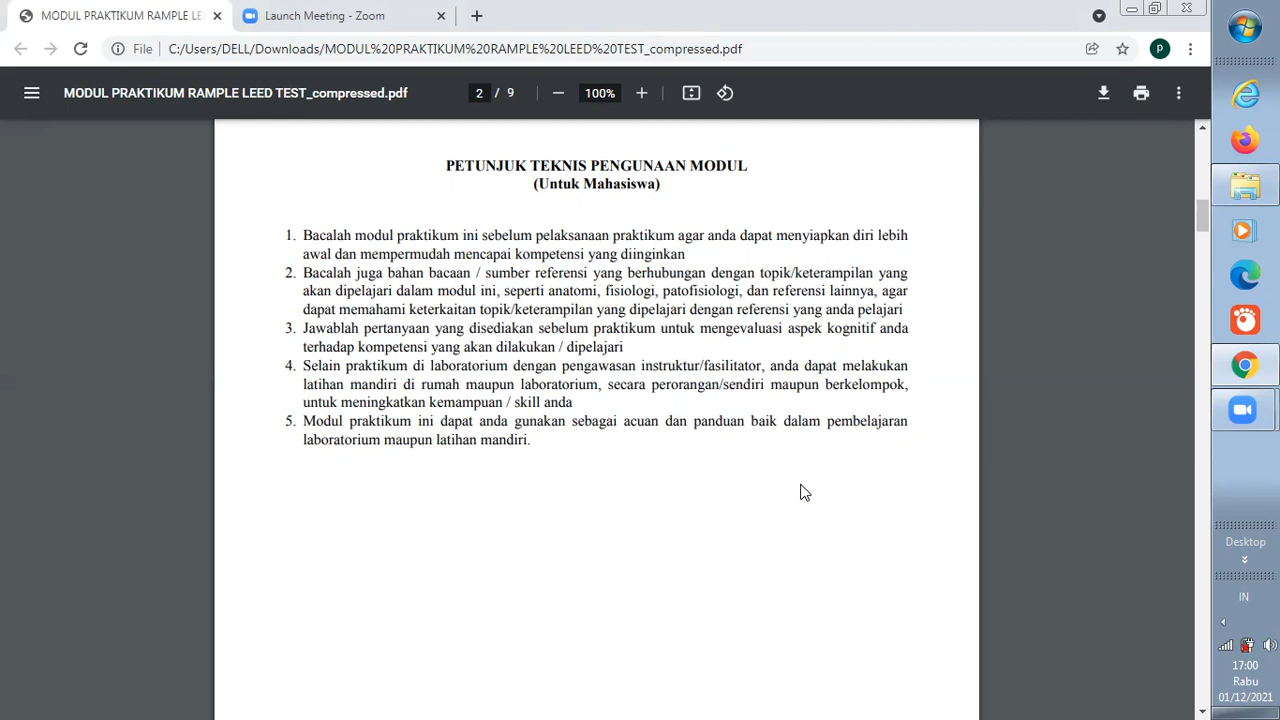 MODUL PRAKTIKUM RAMPLE LE
Launch Meeting - Zoom
File
C:/Users/DELL/Downloads/MODUL%20PRAKTIKUM%20RAMPLE%20LEED%20TEST_compressed.pdf
P
MODUL PRAKTIKUM RAMPLE LEED TEST_compressed.pdf
2 / 9
100%
PETUNJUK TEKNIS PENGUNAAN MODUL
(Untuk Mahasiswa)
1. Bacalah modul praktikum ini sebelum pelaksanaan praktikum agar anda dapat menyiapkan diri lebih
awal dan mempermudah mencapai kompetensi yang diinginkan
2. Bacalah juga bahan bacaan / sumber referensi yang berhubungan dengan topik/keterampilan yang
akan dipelajari dalam modul ini, seperti anatomi, fisiologi, patofisiologi, dan referensi lainnya, agar
dapat memahami keterkaitan topik/keterampilan yang dipelajari dengan referensi yang anda pelajari
3. Jawablah pertanyaan yang disediakan sebelum praktikum untuk mengevaluasi aspek kognitif anda
terhadap kompetensi yang akan dilakukan / dipelajari
4. Selain praktikum di laboratorium dengan pengawasan instruktur/fasilitator, anda dapat melakukan
latihan mandiri di rumah maupun laboratorium, secara perorangan/sendiri maupun berkelompok,
untuk meningkatkan kemampuan / skill anda
5. Modul praktikum ini dapat anda gunakan sebagai acuan dan panduan baik dalam pembelajaran
laboratorium maupun latihan mandiri.
Desktop
IN
17:00
Rabu
01/12/2021